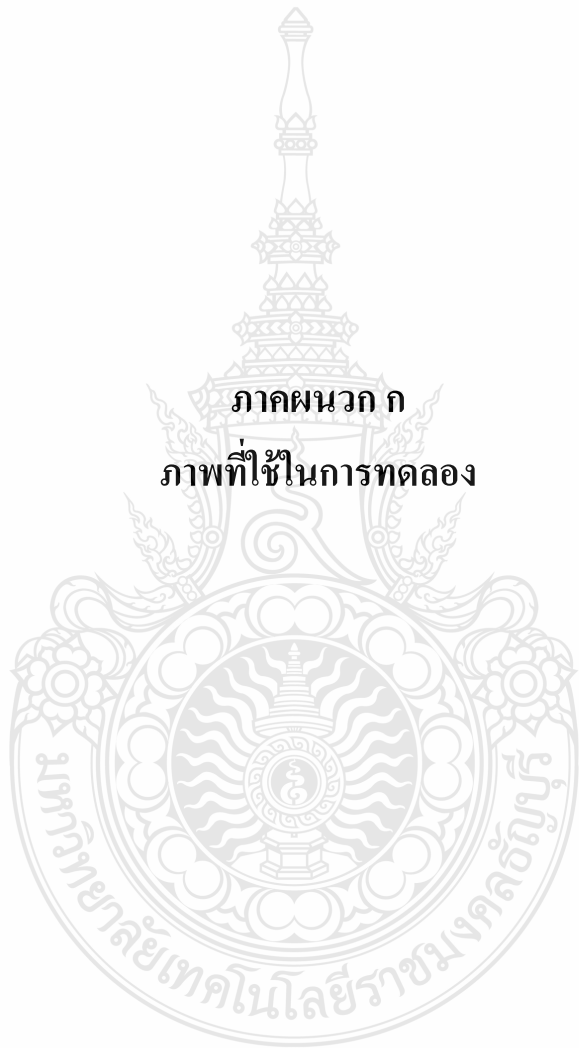 ภาคผนวก ก
ภาพที่ใช้ในการทดลอง
มหาวิทยาลัยเทคโนโลยีราชมงคลธัญบุรี